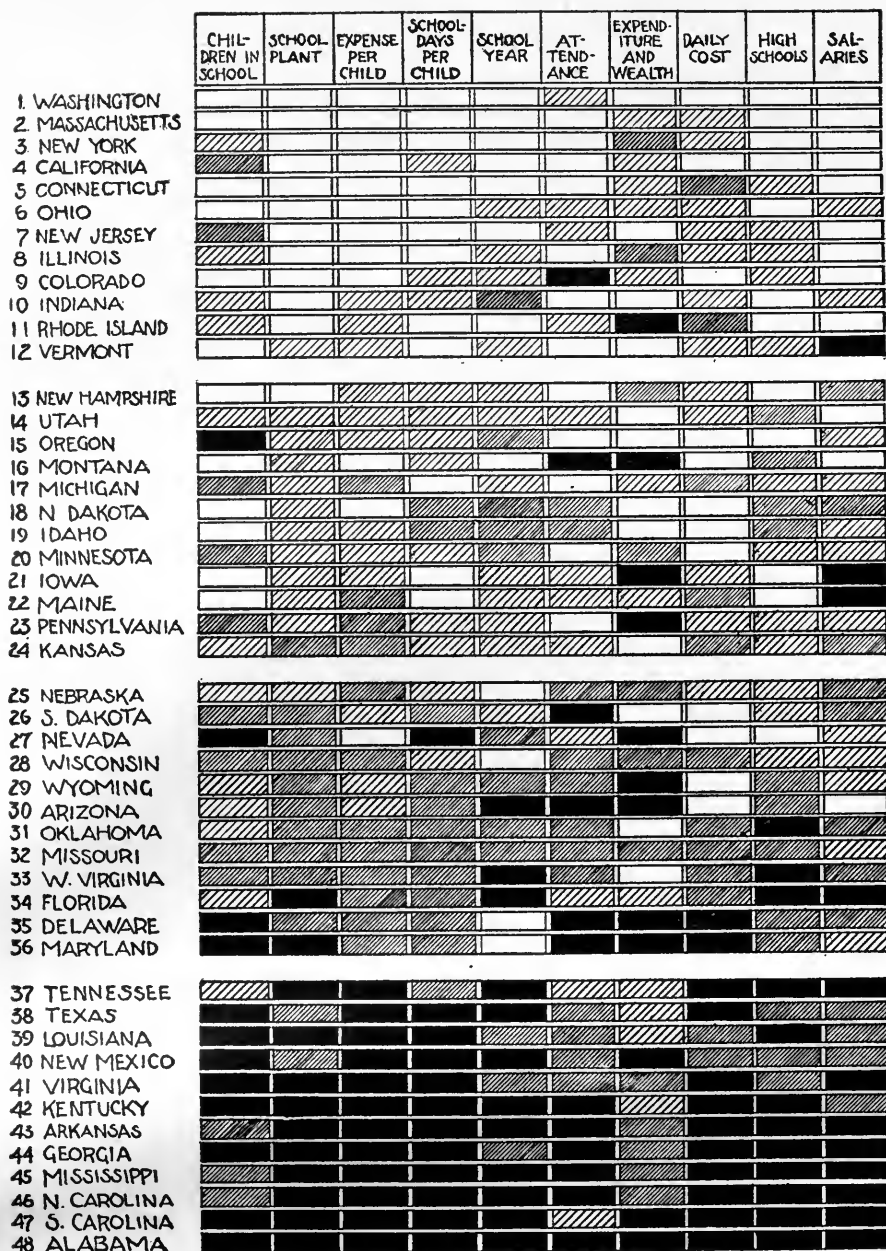 CHIL-
DREN IN
SCHOOL
SCHOOL
PLANT
EXPENSE
PER
CHILD
SCHOOL-
DAYS
PER
CHILD
SCHOOL
YEAR
AT-
TEND-
ANCE
EXPEND-
ITURE
AND
WEALTH
DAILY
COST
HIGH
SCHOOLS
SAL-
ARIES
1. WASHINGTON
2. MASSACHUSETTS
3. NEW YORK
4 CALIFORNIA
5 CONNECTICUT
6 OHIO
7 NEW JERSEY
8 ILLINOIS
9 COLORADO
10 INDIANA
11 RHODE ISLAND
12 VERMONT
13 NEW HAMPSHIRE
14 UTAH
15 OREGON
16 MONTANA
17 MICHIGAN
18 N DAKOTA
19 IDAHO
20 MINNESOTA
21 IOWA
22 MAINE
23 PENNSYLVANIA
24 KANSAS
25 NEBRASKA
26 S. DAKOTA
27 NEVADA
28 WISCONSIN
29 WYOMING
30 ARIZONA
31 OKLAHOMA
32 MISSOURI
33 W. VIRGINIA
34 FLORIDA
35 DELAWARE
36 MARYLAND
37 TENNESSEE
38 TEXAS
39 LOUISIANA
40 NEW MEXICO
41 VIRGINIA
42 KENTUCKY
43 ARKANSAS
44 GEORGIA
45 MISSISSIPPI
46 N. CAROLINA
47 S. CAROLINA
48 ALABAMA